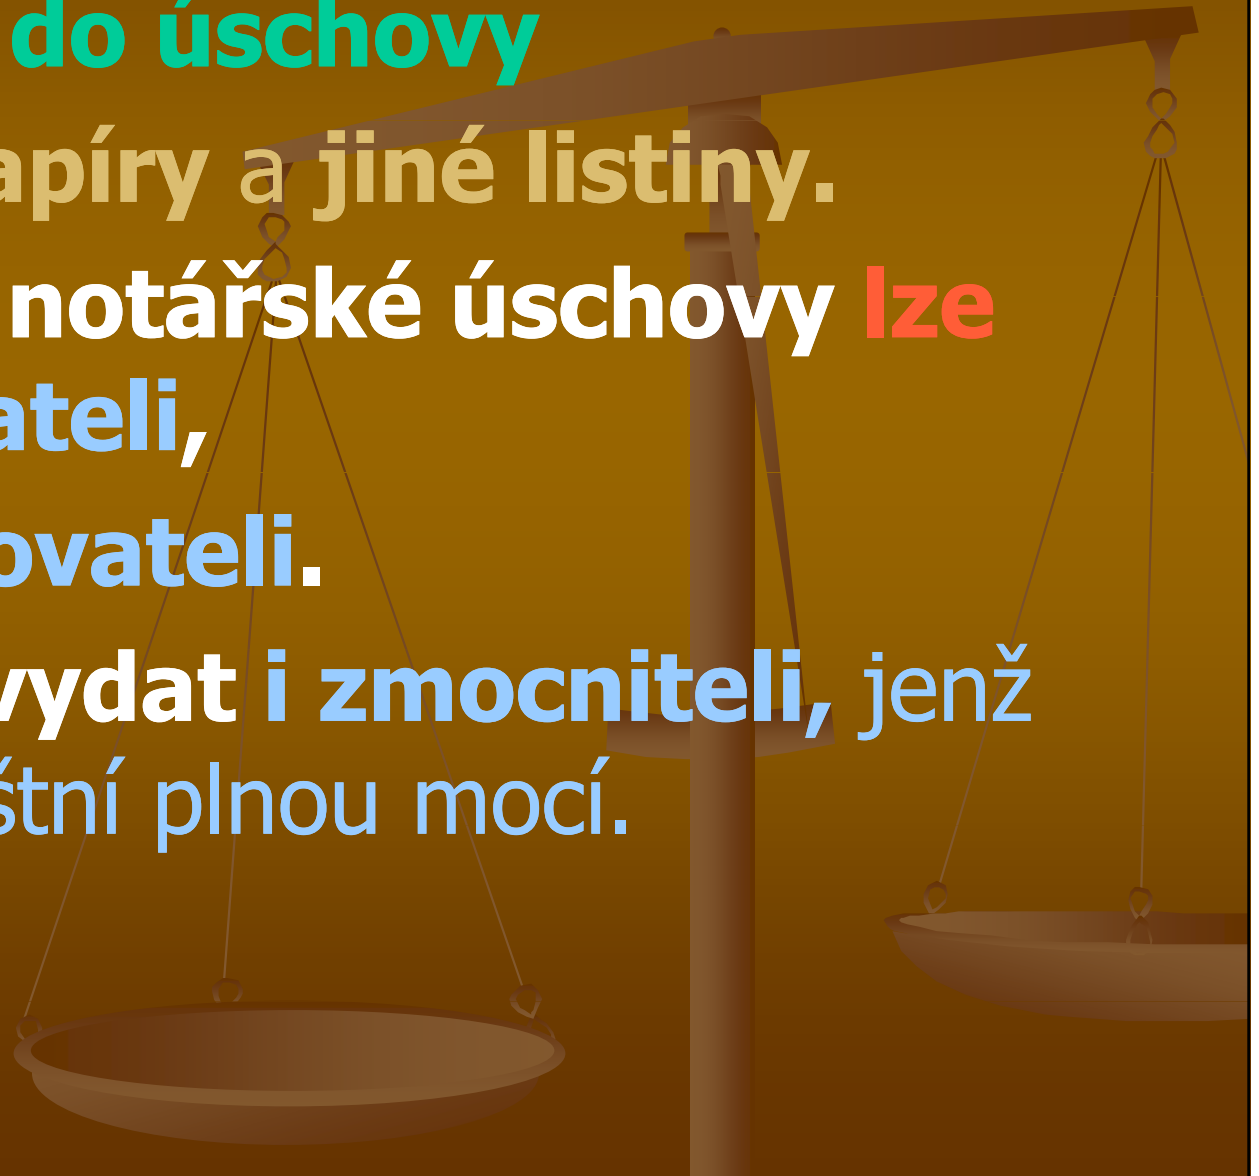 do úschovy
apíry a jiné listiny.
notářské úschovy lze
ateli,
ovateli.
vydat i zmocniteli, jenž
štní plnou mocí.